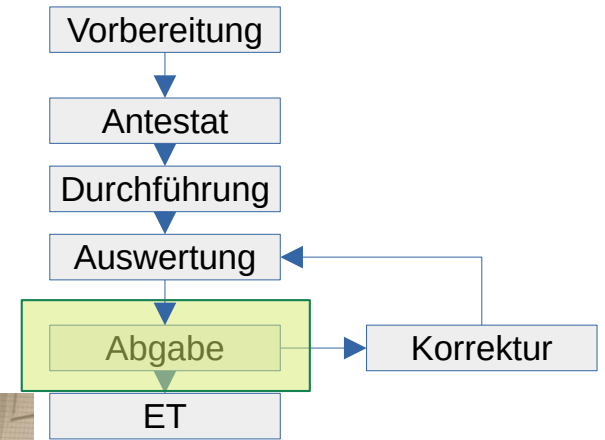 Vorbereitung
Antestat
Durchführung
Auswertung
Abgabe
Korrektur
ET